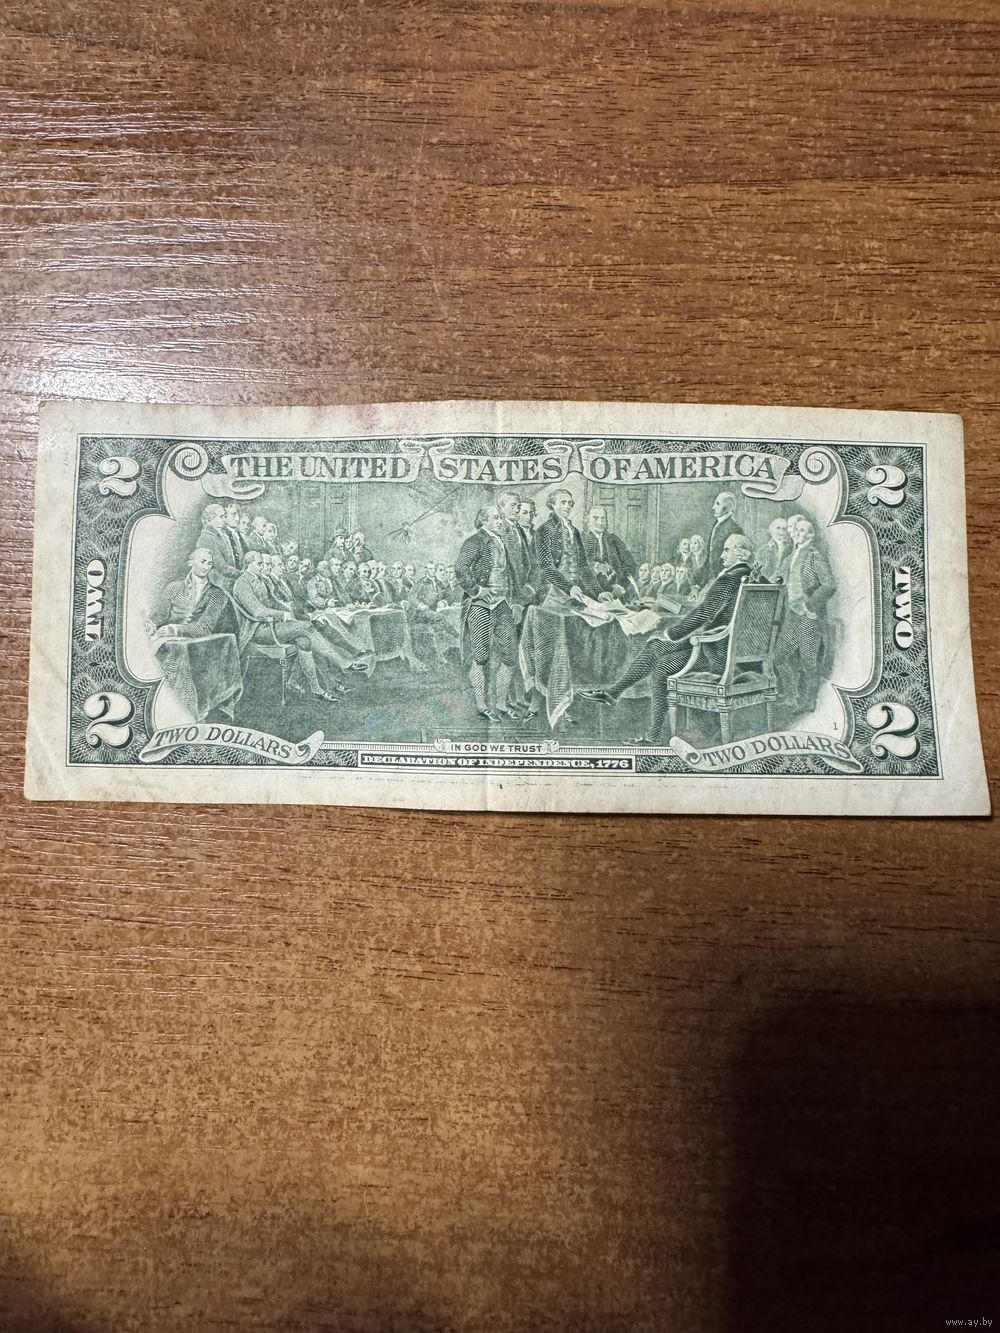 THE UNITED STATES OF AMERICA
2
2
TWO
TWO
2
2
1
TWO DOLLARS
IN GOD WE TRUST
TWO DOLLARS
DECLARATION OF INDEPENDENCE, 1776
www.ay.by